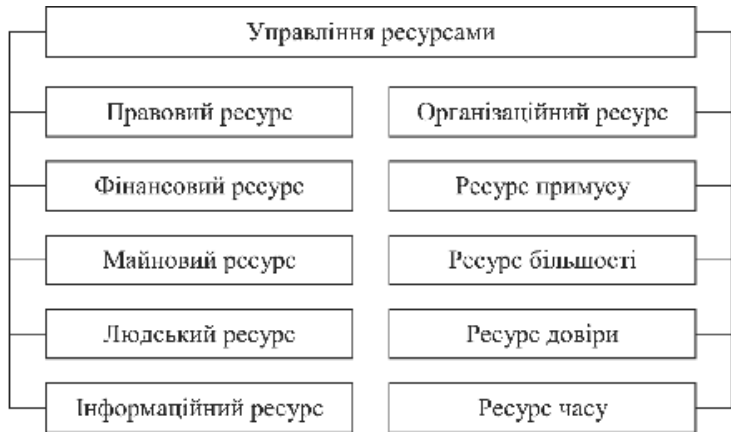 Управління ресурсами
Правовий ресурс
Організаційний ресурс
Фінансовий ресурс
Ресурс примусу
Майновий ресурс
Ресурс більшості
Людський ресурс
Ресурс довіри
Інформаційний ресурс
Ресурс часу